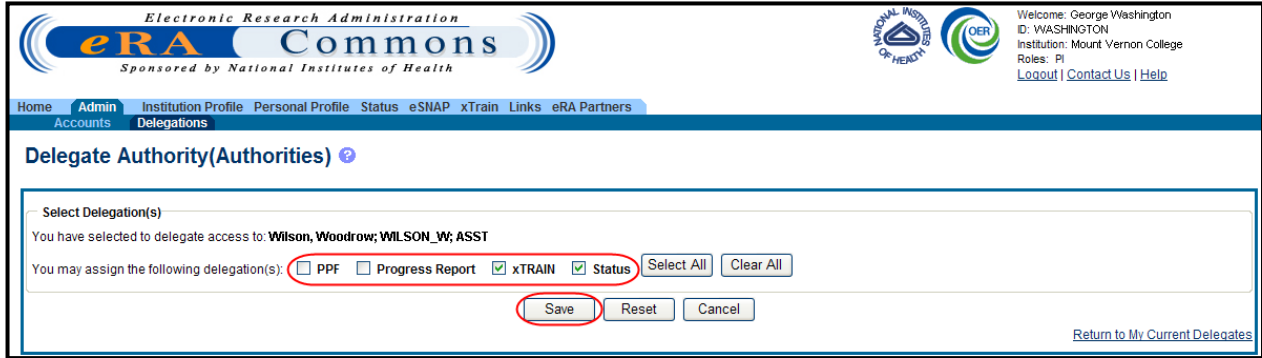 Electronic Research Administration
eRA Commons
Sponsored by National Institutes of Health
NATIONAL INSTITUTES OF HEALTH
OER
Welcome: George Washington
ID: WASHINGTON
Institution: Mount Vernon College
Roles: PI
Logout | Contact Us | Help
Home Admin Institution Profile Personal Profile Status eSNAP xTrain Links eRA Partners
Accounts Delegations
Delegate Authority(Authorities) ?
Select Delegation(s)
You have selected to delegate access to: Wilson, Woodrow; WILSON_W; ASST
You may assign the following delegation(s): PPF Progress Report xTRAIN Status Select All Clear All
Save Reset Cancel
Return to My Current Delegates